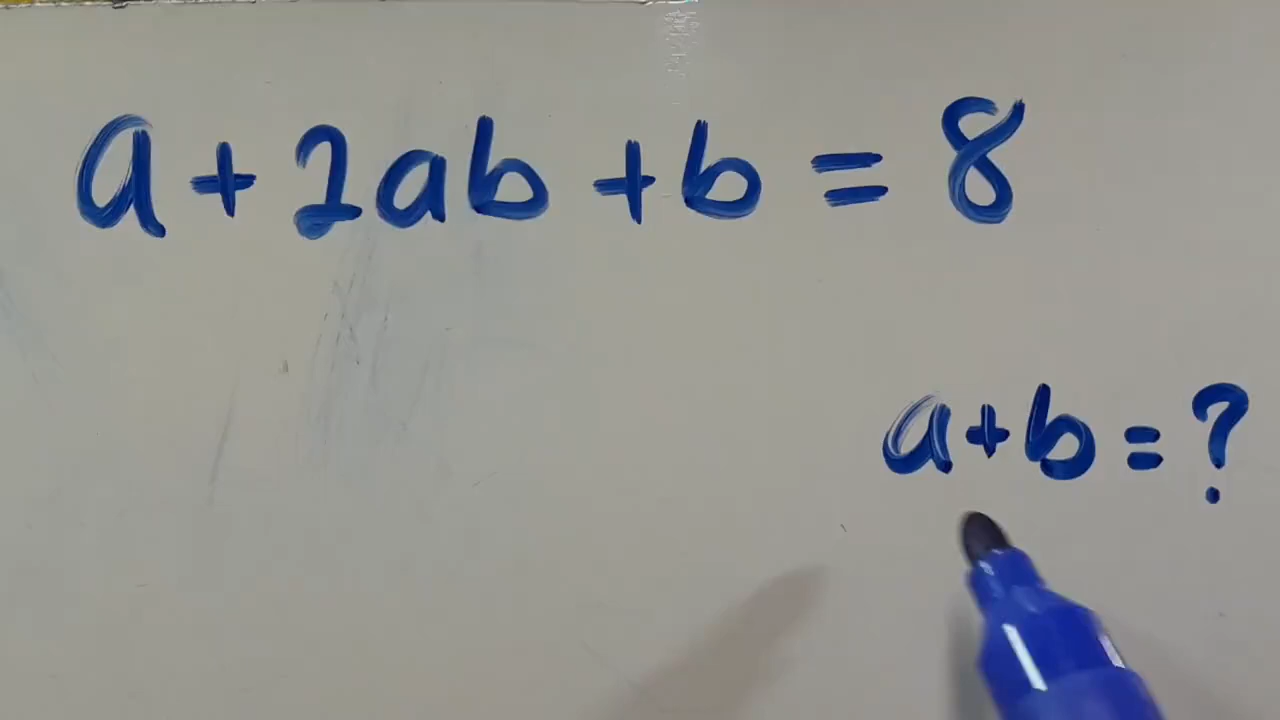 a + 2ab + b = 8
a + b = ?